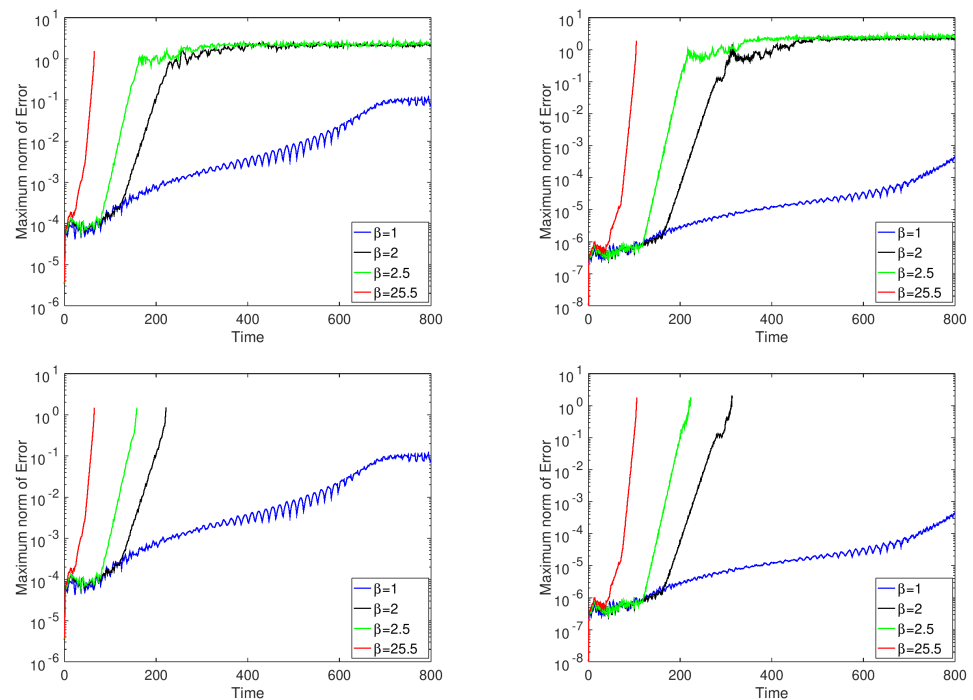 Maximum norm of Error
10^1
10^0
10^-1
10^-2
10^-3
10^-4
10^-5
10^-6
0 200 400 600 800
Time
β=1
β=2
β=2.5
β=25.5
Maximum norm of Error
10^1
10^0
10^-1
10^-2
10^-3
10^-4
10^-5
10^-6
10^-7
10^-8
0 200 400 600 800
Time
β=1
β=2
β=2.5
β=25.5
Maximum norm of Error
10^1
10^0
10^-1
10^-2
10^-3
10^-4
10^-5
10^-6
0 200 400 600 800
Time
β=1
β=2
β=2.5
β=25.5
Maximum norm of Error
10^1
10^0
10^-1
10^-2
10^-3
10^-4
10^-5
10^-6
10^-7
10^-8
0 200 400 600 800
Time
β=1
β=2
β=2.5
β=25.5